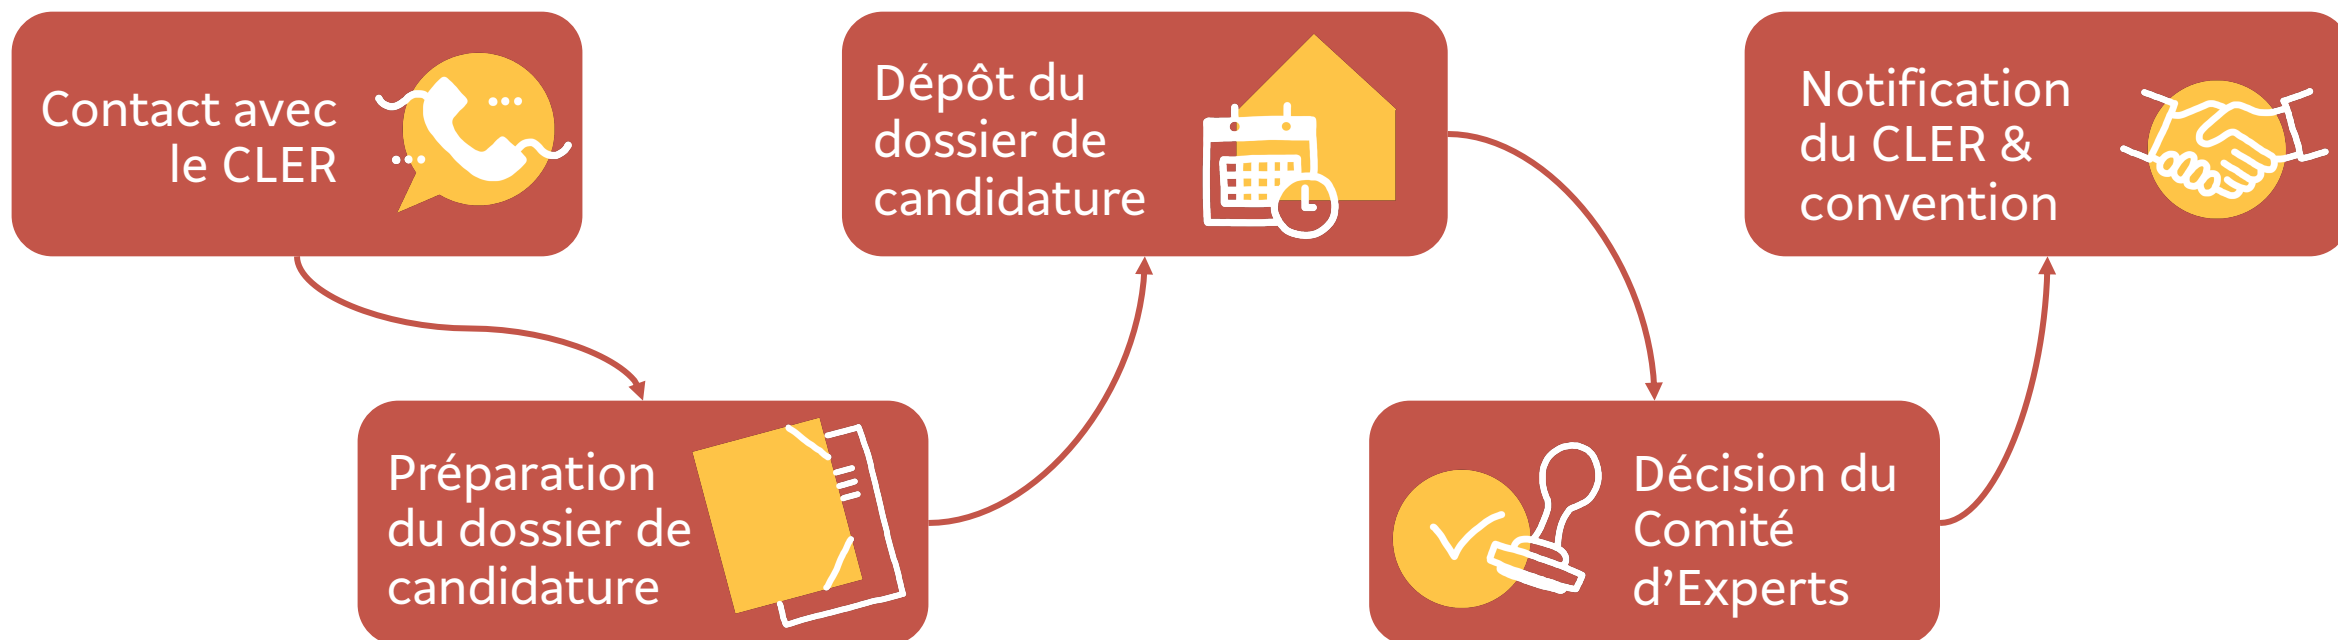 Contact avec
le CLER
Préparation
du dossier de
candidature
Dépôt du
dossier de
candidature
Décision du
Comité
d’Experts
Notification
du CLER &
convention